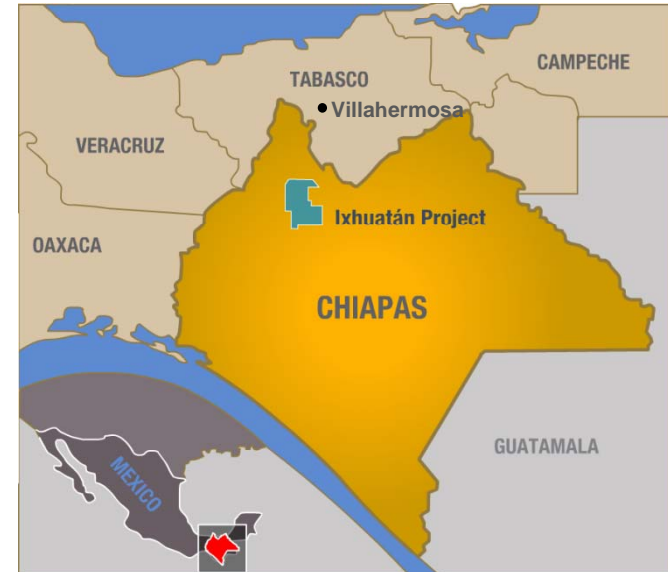 CAMPECHE
TABASCO
Villahermosa
VERACRUZ
Ixhuatán Project
OAXACA
CHIAPAS
GUATAMALA
MEXICO